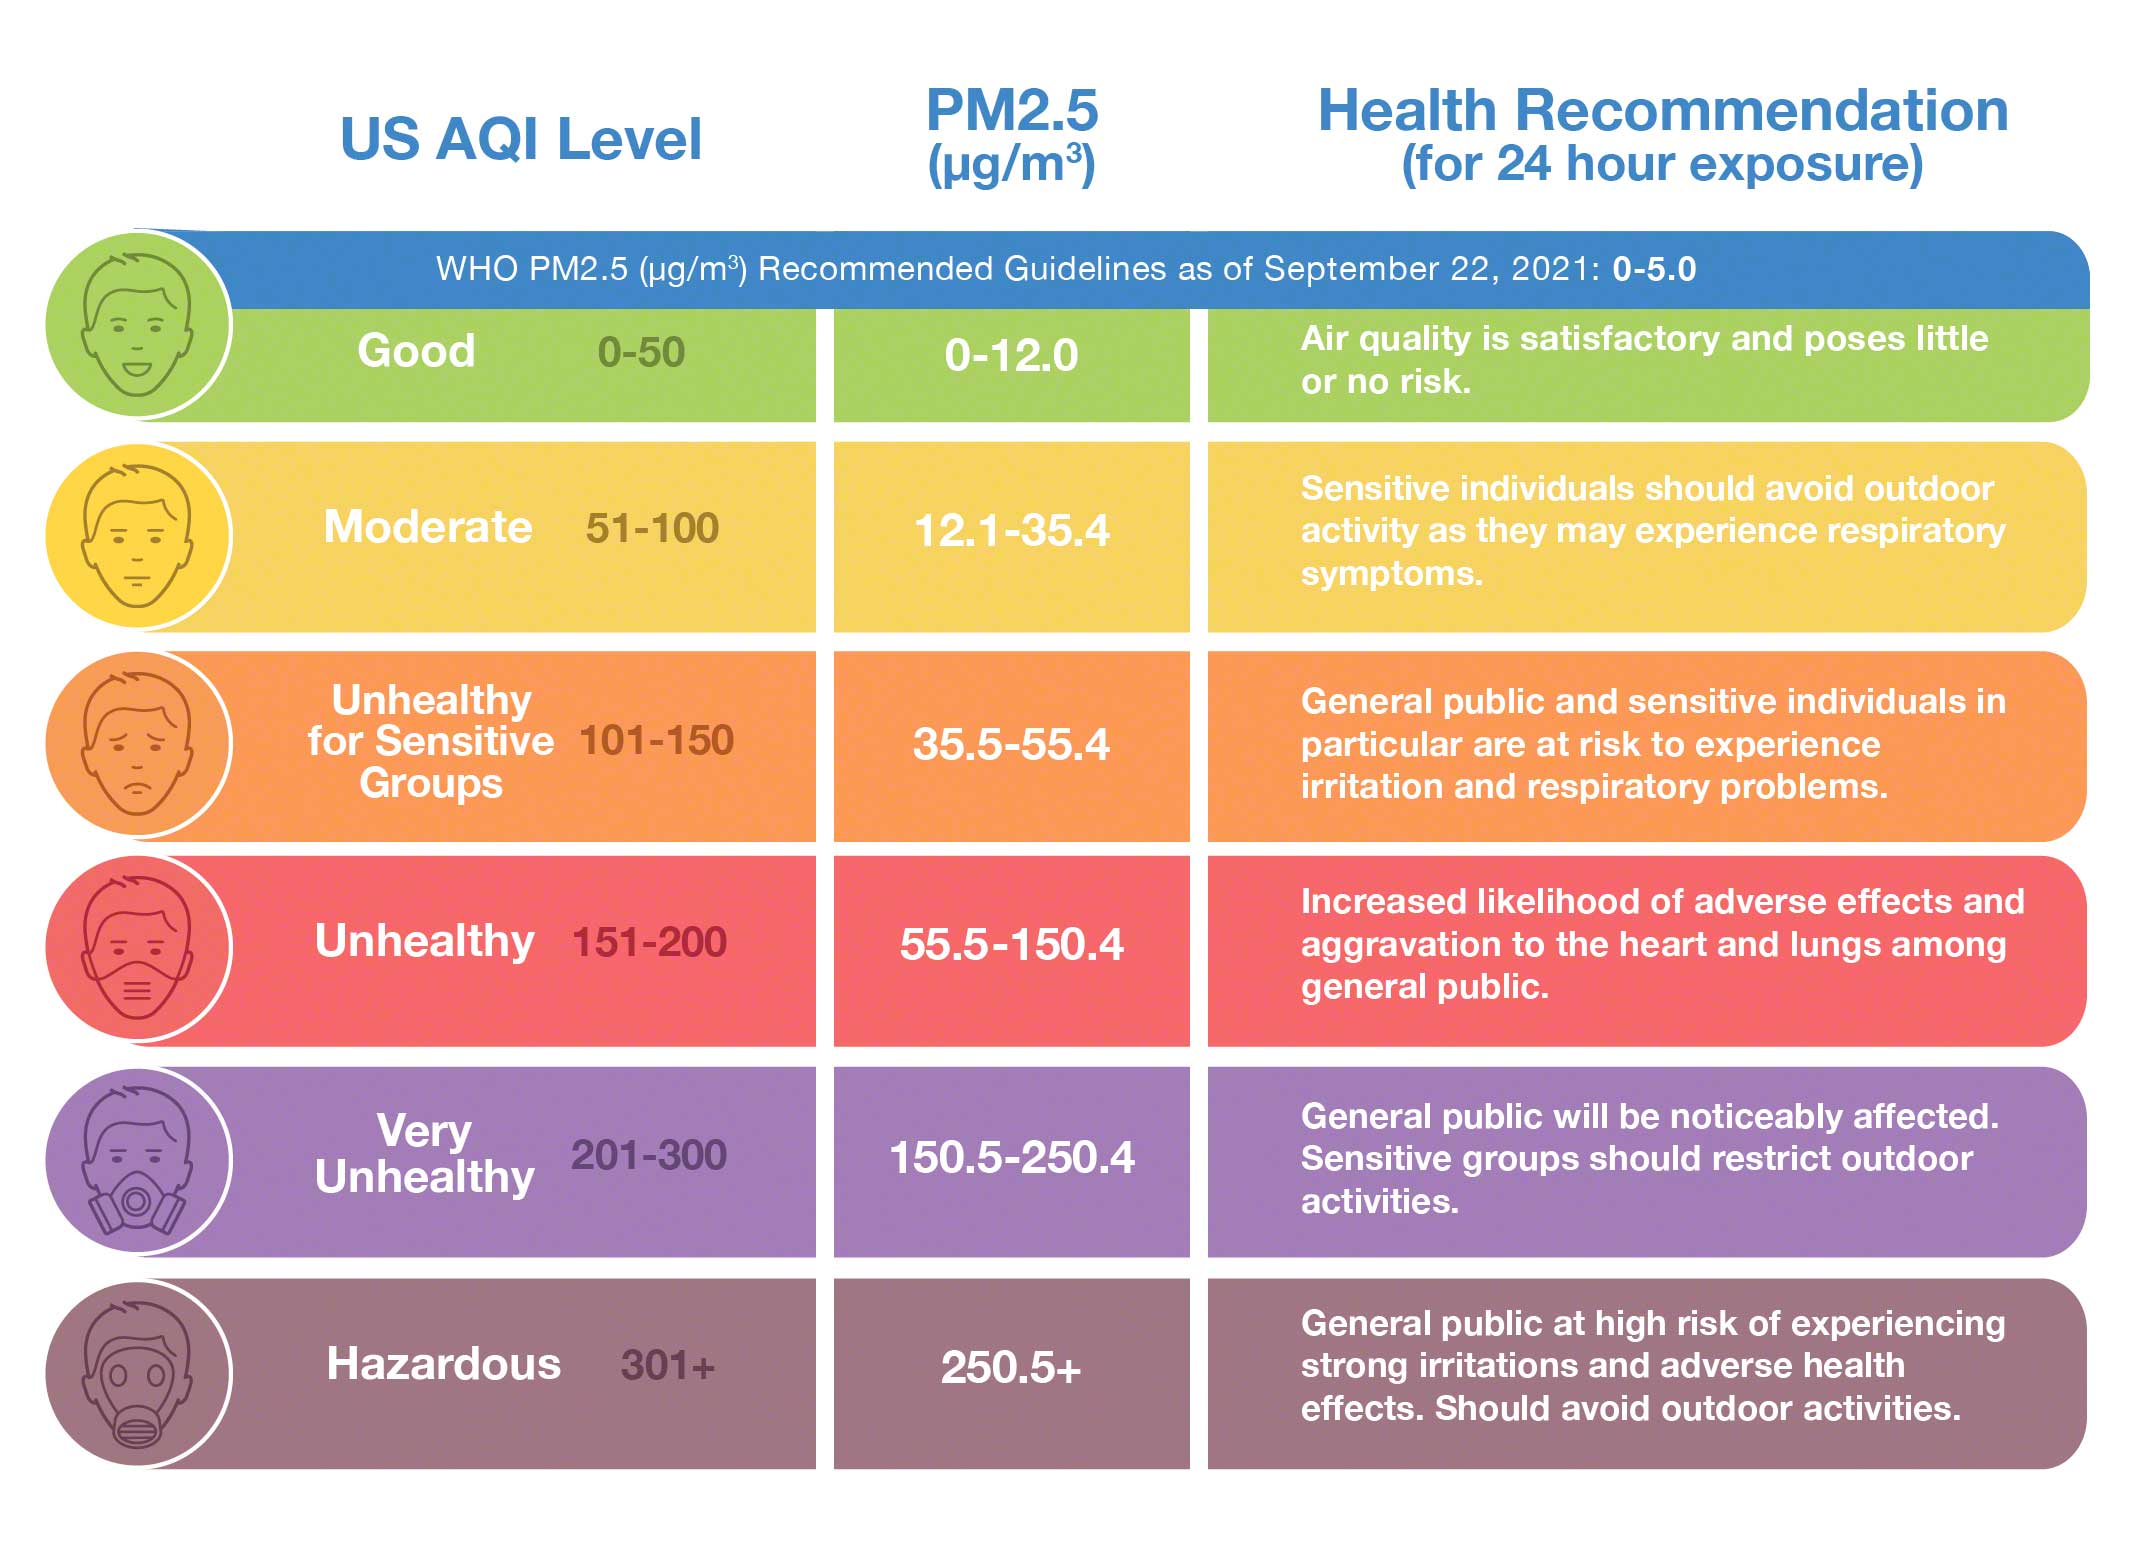 US AQI Level
PM2.5
(µg/m³)
Health Recommendation
(for 24 hour exposure)
WHO PM2.5 (µg/m³) Recommended Guidelines as of September 22, 2021: 0-5.0
Good 0-50
0-12.0
Air quality is satisfactory and poses little
or no risk.
Moderate 51-100
12.1-35.4
Sensitive individuals should avoid outdoor
activity as they may experience respiratory
symptoms.
Unhealthy
for Sensitive
Groups
101-150
35.5-55.4
General public and sensitive individuals in
particular are at risk to experience
irritation and respiratory problems.
Unhealthy 151-200
55.5-150.4
Increased likelihood of adverse effects and
aggravation to the heart and lungs among
general public.
Very
Unhealthy
201-300
150.5-250.4
General public will be noticeably affected.
Sensitive groups should restrict outdoor
activities.
Hazardous 301+
250.5+
General public at high risk of experiencing
strong irritations and adverse health
effects. Should avoid outdoor activities.